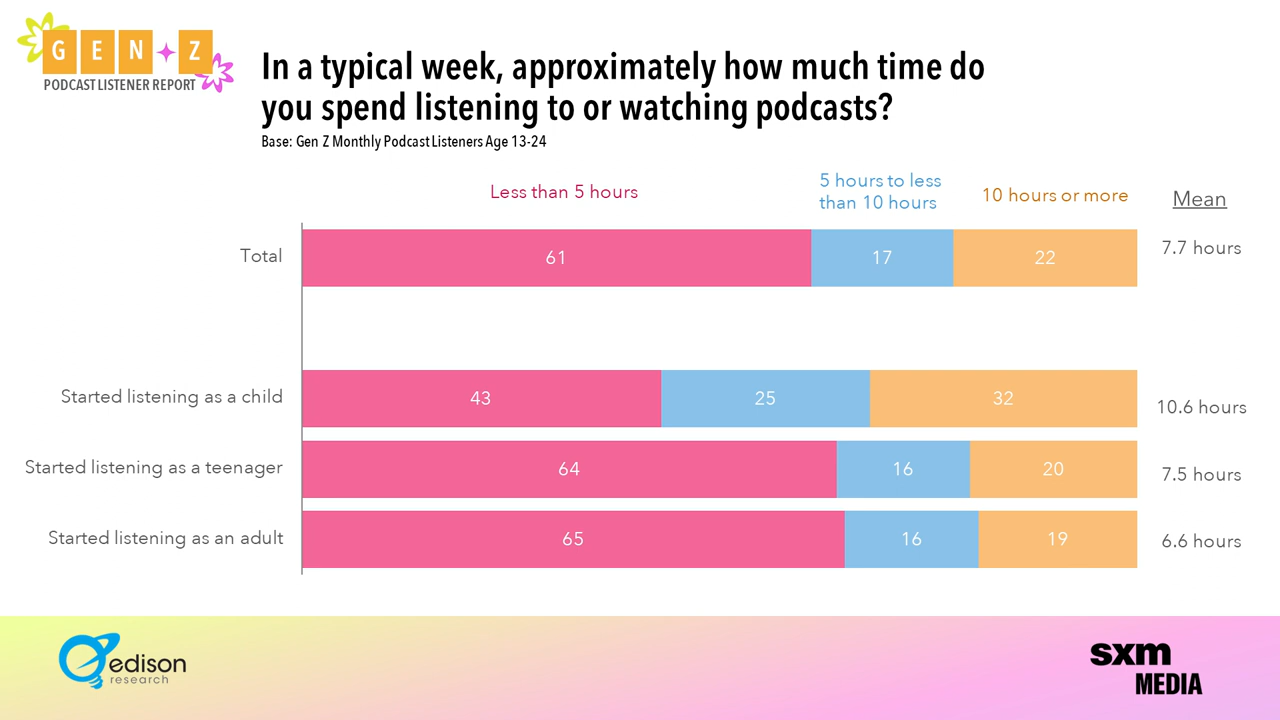 GEN Z
PODCAST LISTENER REPORT
In a typical week, approximately how much time do
you spend listening to or watching podcasts?
Base: Gen Z Monthly Podcast Listeners Age 13-24
Less than 5 hours
5 hours to less
than 10 hours
10 hours or more
Mean
Total
61
17
22
7.7 hours
Started listening as a child
43
25
32
10.6 hours
Started listening as a teenager
64
16
20
7.5 hours
Started listening as an adult
65
16
19
6.6 hours
edison
research
sxm
MEDIA